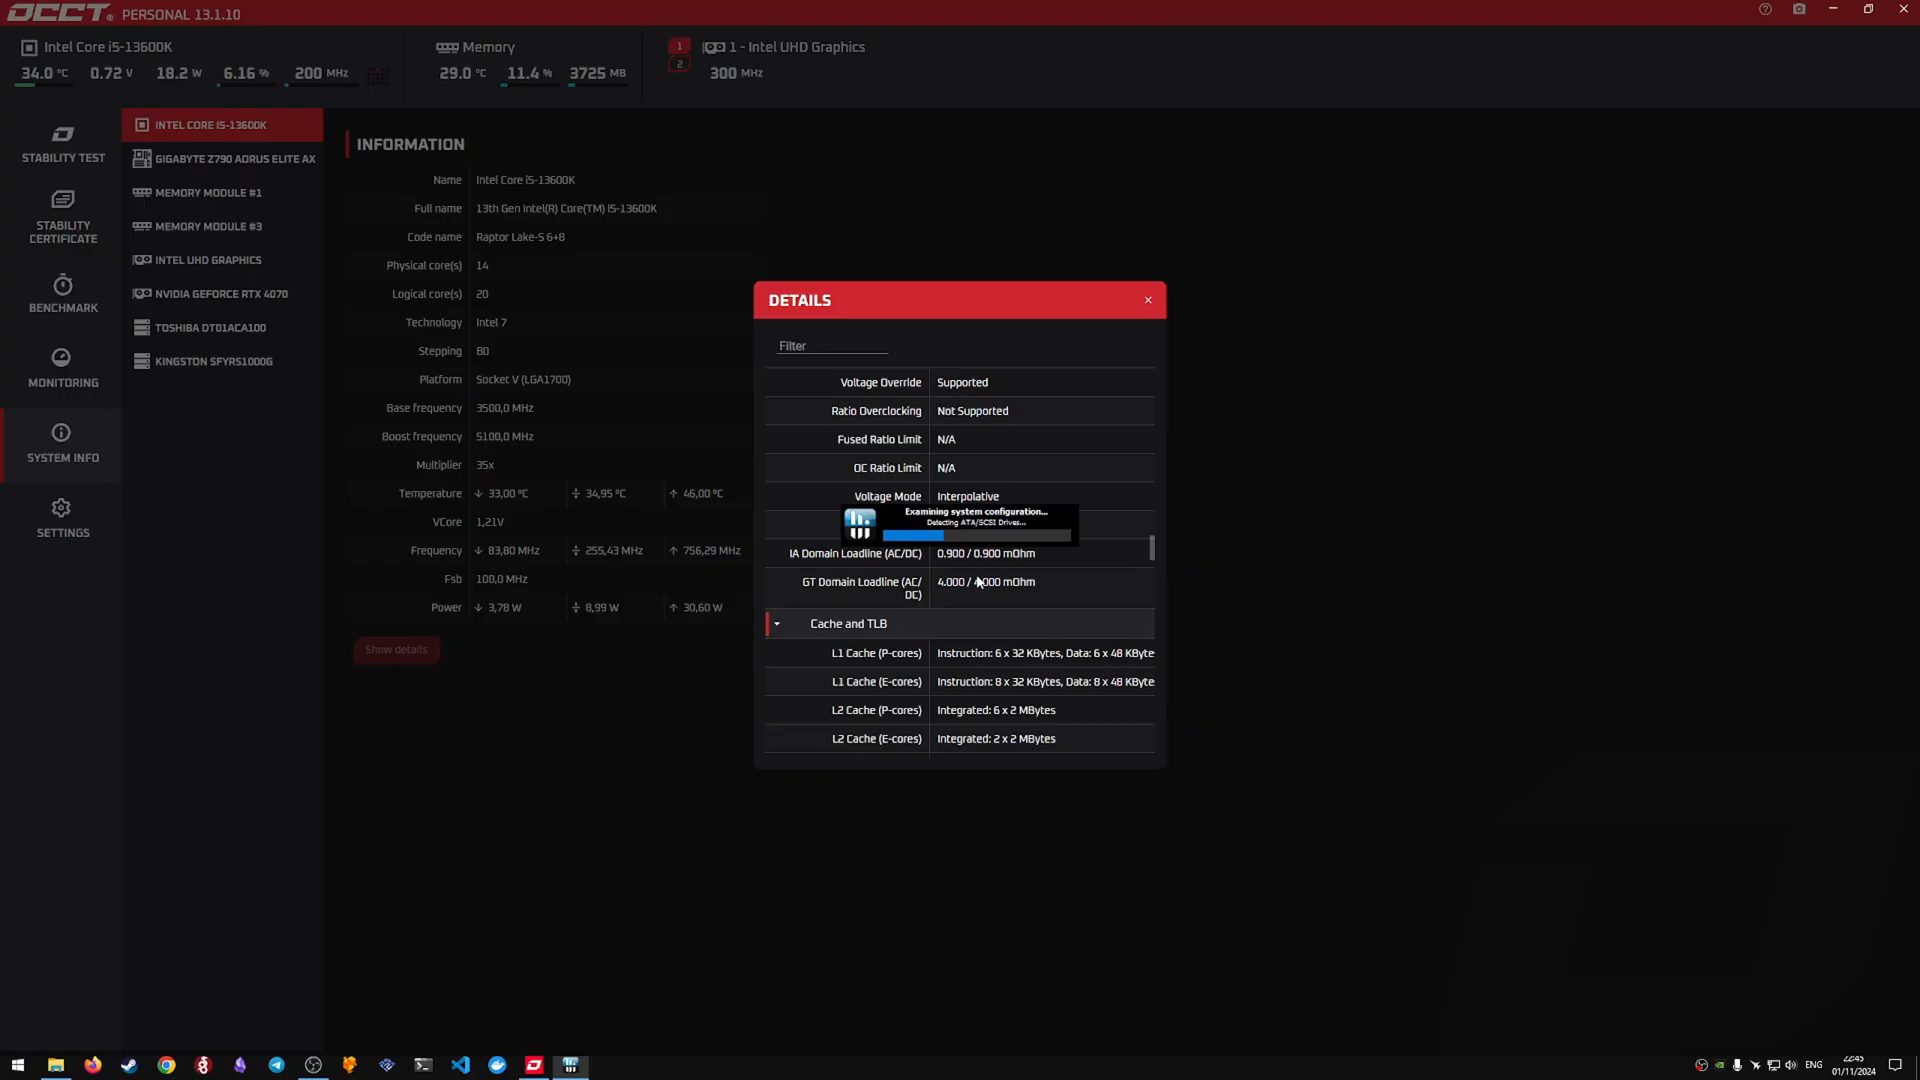 OCCT® PERSONAL 13.1.10
Intel Core i5-13600K
34.0 °C 0.72 V 18.2 W 6.16 % 200 MHz
Memory
29.0 °C 11.4 % 3725 MB
1
2
1 - Intel UHD Graphics
300 MHz
STABILITY TEST
STABILITY
CERTIFICATE
BENCHMARK
MONITORING
SYSTEM INFO
SETTINGS
INTEL CORE I5-13600K
GIGABYTE Z790 AORUS ELITE AX
MEMORY MODULE #1
MEMORY MODULE #3
INTEL UHD GRAPHICS
NVIDIA GEFORCE RTX 4070
TOSHIBA DT01ACA100
KINGSTON SFYRS1000G
INFORMATION
Name Intel Core i5-13600K
Full name 13th Gen Intel(R) Core(TM) i5-13600K
Code name Raptor Lake-S 6+8
Physical core(s) 14
Logical core(s) 20
Technology Intel 7
Stepping B0
Platform Socket V (LGA1700)
Base frequency 3500,0 MHz
Boost frequency 5100,0 MHz
Multiplier 35x
Temperature ↓ 33,00 °C ÷ 34,95 °C ↑ 46,00 °C
VCore 1,21V
Frequency ↓ 83,80 MHz ÷ 255,43 MHz ↑ 756,29 MHz
Fsb 100,0 MHz
Power ↓ 3,78 W ÷ 8,99 W ↑ 30,60 W
Show details
DETAILS
Filter
Voltage Override Supported
Ratio Overclocking Not Supported
Fused Ratio Limit N/A
OC Ratio Limit N/A
Voltage Mode Interpolative
Examining system configuration...
Detecting ATA/SCSI Drives...
IA Domain Loadline (AC/DC) 0.900 / 0.900 mOhm
GT Domain Loadline (AC/ 4.000 / 4.000 mOhm
DC)
Cache and TLB
L1 Cache (P-cores) Instruction: 6 x 32 KBytes, Data: 6 x 48 KByte
L1 Cache (E-cores) Instruction: 8 x 32 KBytes, Data: 8 x 48 KByte
L2 Cache (P-cores) Integrated: 6 x 2 MBytes
L2 Cache (E-cores) Integrated: 2 x 2 MBytes
ENG
22:45
01/11/2024